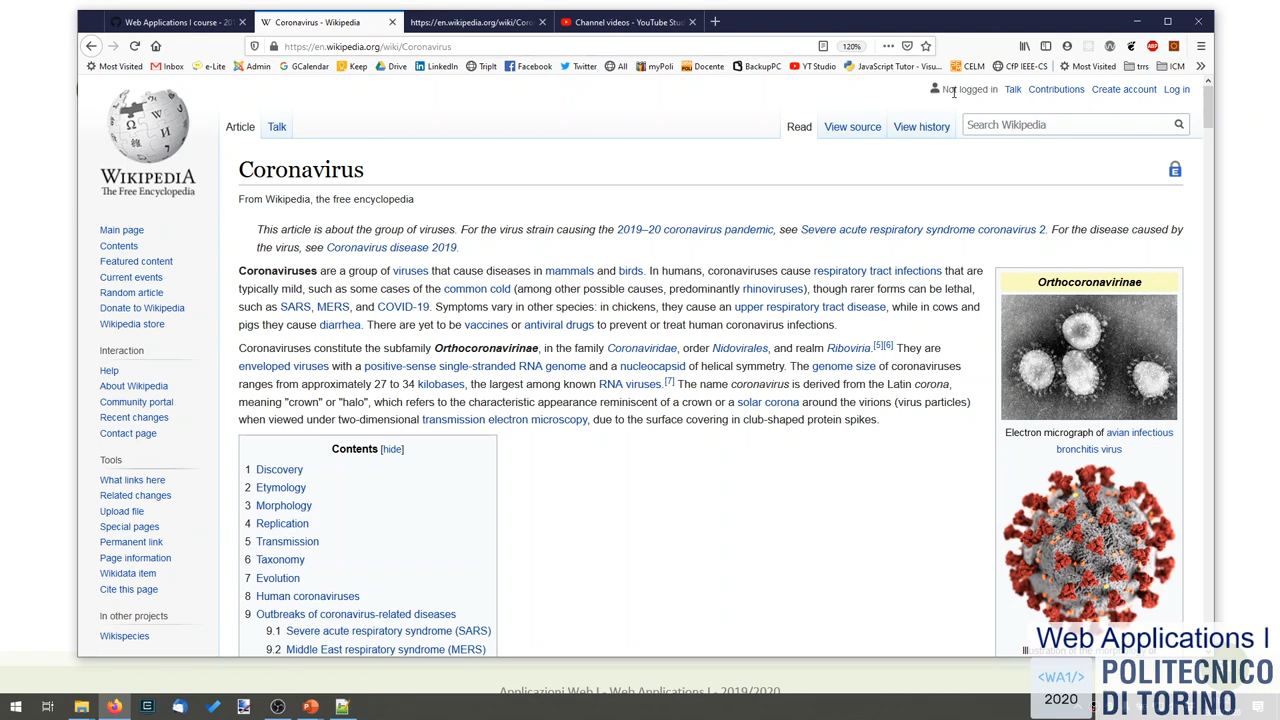 Web Applications I course - 201
Coronavirus - Wikipedia
https://en.wikipedia.org/wiki/Coro
Channel videos - YouTube Stu
https://en.wikipedia.org/wiki/Coronavirus
120%
Most Visited
Inbox
e-Lite
Admin
GCalendar
Keep
Drive
LinkedIn
TripIt
Facebook
Twitter
All
myPoli
Docente
BackupPC
YT Studio
JavaScript Tutor - Visu...
CELM
CfP IEEE-CS
Most Visited
trrs
ICM
Not logged in
Talk
Contributions
Create account
Log in
WIKIPEDIA
The Free Encyclopedia
Article
Talk
Read
View source
View history
Search Wikipedia
Coronavirus
From Wikipedia, the free encyclopedia
This article is about the group of viruses. For the virus strain causing the 2019–20 coronavirus pandemic, see Severe acute respiratory syndrome coronavirus 2. For the disease caused by
the virus, see Coronavirus disease 2019.
Coronaviruses are a group of viruses that cause diseases in mammals and birds. In humans, coronaviruses cause respiratory tract infections that are
typically mild, such as some cases of the common cold (among other possible causes, predominantly rhinoviruses), though rarer forms can be lethal,
such as SARS, MERS, and COVID-19. Symptoms vary in other species: in chickens, they cause an upper respiratory tract disease, while in cows and
pigs they cause diarrhea. There are yet to be vaccines or antiviral drugs to prevent or treat human coronavirus infections.
Coronaviruses constitute the subfamily Orthocoronavirinae, in the family Coronaviridae, order Nidovirales, and realm Riboviria.[5][6] They are
enveloped viruses with a positive-sense single-stranded RNA genome and a nucleocapsid of helical symmetry. The genome size of coronaviruses
ranges from approximately 27 to 34 kilobases, the largest among known RNA viruses.[7] The name coronavirus is derived from the Latin corona,
meaning "crown" or "halo", which refers to the characteristic appearance reminiscent of a crown or a solar corona around the virions (virus particles)
when viewed under two-dimensional transmission electron microscopy, due to the surface covering in club-shaped protein spikes.
Orthocoronavirinae
Electron micrograph of avian infectious
bronchitis virus
Contents [hide]
1 Discovery
2 Etymology
3 Morphology
4 Replication
5 Transmission
6 Taxonomy
7 Evolution
8 Human coronaviruses
9 Outbreaks of coronavirus-related diseases
9.1 Severe acute respiratory syndrome (SARS)
9.2 Middle East respiratory syndrome (MERS)
Main page
Contents
Featured content
Current events
Random article
Donate to Wikipedia
Wikipedia store
Interaction
Help
About Wikipedia
Community portal
Recent changes
Contact page
Tools
What links here
Related changes
Upload file
Special pages
Permanent link
Page information
Wikidata item
Cite this page
In other projects
Wikispecies
Applicazioni Web I - Web Applications I - 2019/2020
Web Applications I
<WA1/>
2020
POLITECNICO
DI TORINO